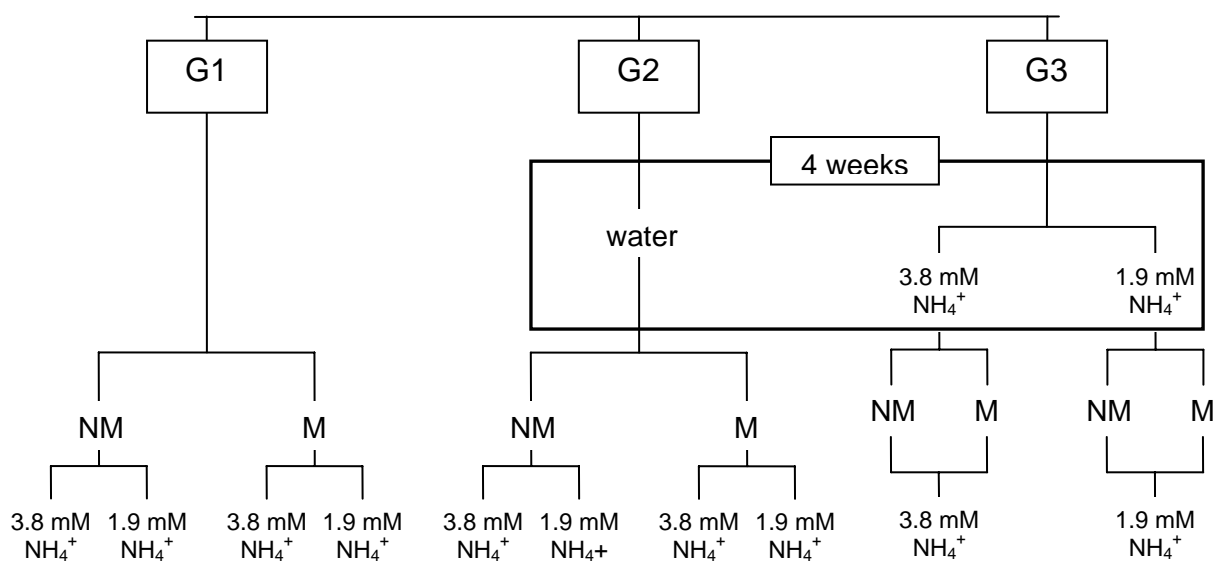 G1 G2 G3
4 weeks
water
3.8 mM 1.9 mM
NH₄⁺ NH₄⁺
NM M NM M NM M NM M
3.8 mM 1.9 mM 3.8 mM 1.9 mM 3.8 mM 1.9 mM 3.8 mM 1.9 mM 3.8 mM 1.9 mM
NH₄⁺ NH₄⁺ NH₄⁺ NH₄⁺ NH₄⁺ NH₄+ NH₄⁺ NH₄⁺ NH₄⁺ NH₄⁺